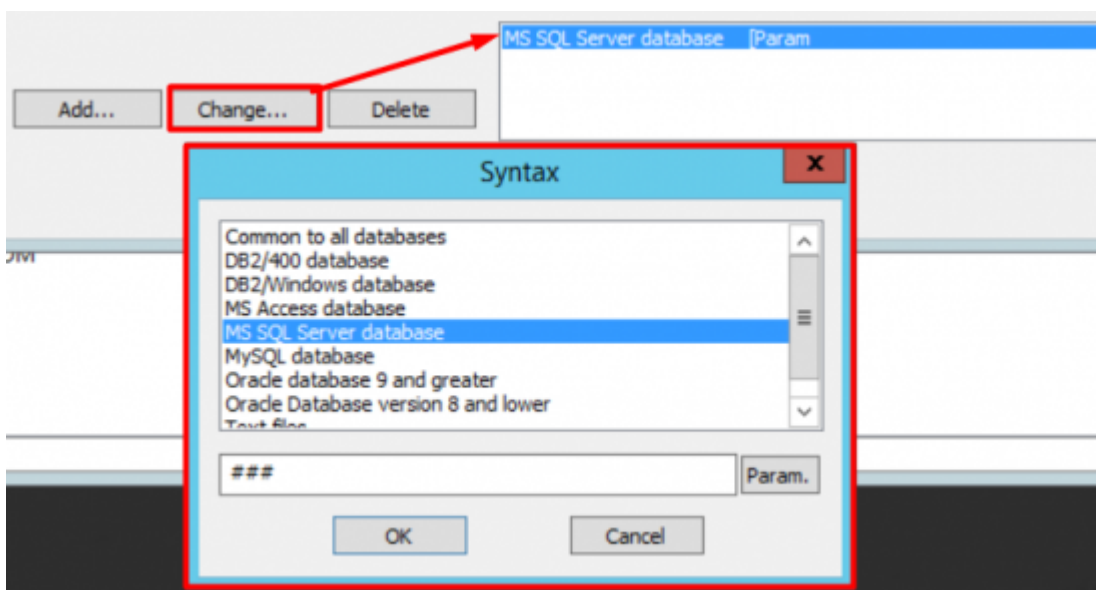 MS SQL Server database [Param
Add...
Change...
Delete
Syntax
x
Common to all databases
DB2/400 database
DB2/Windows database
MS Access database
MS SQL Server database
MySQL database
Oracle database 9 and greater
Oracle Database version 8 and lower
Text files
###
Param.
OK
Cancel